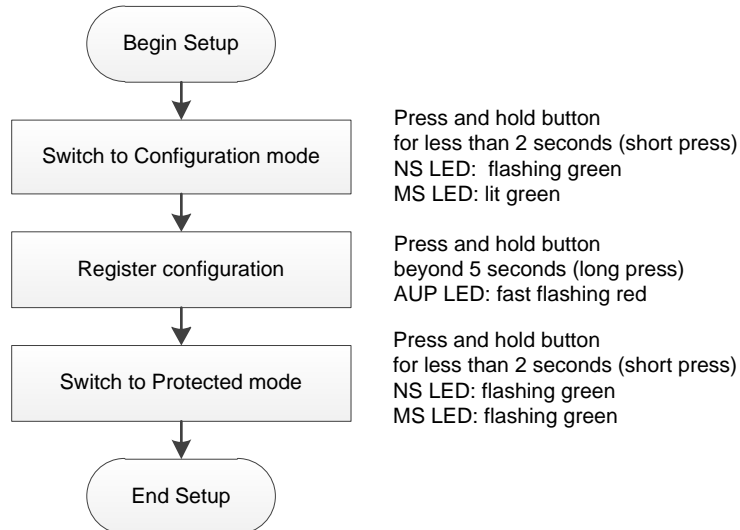 Begin Setup
Switch to Configuration mode
Press and hold button
for less than 2 seconds (short press)
NS LED:  flashing green
MS LED: lit green
Register configuration
Press and hold button
beyond 5 seconds (long press)
AUP LED: fast flashing red
Switch to Protected mode
Press and hold button
for less than 2 seconds (short press)
NS LED: flashing green
MS LED: flashing green
End Setup